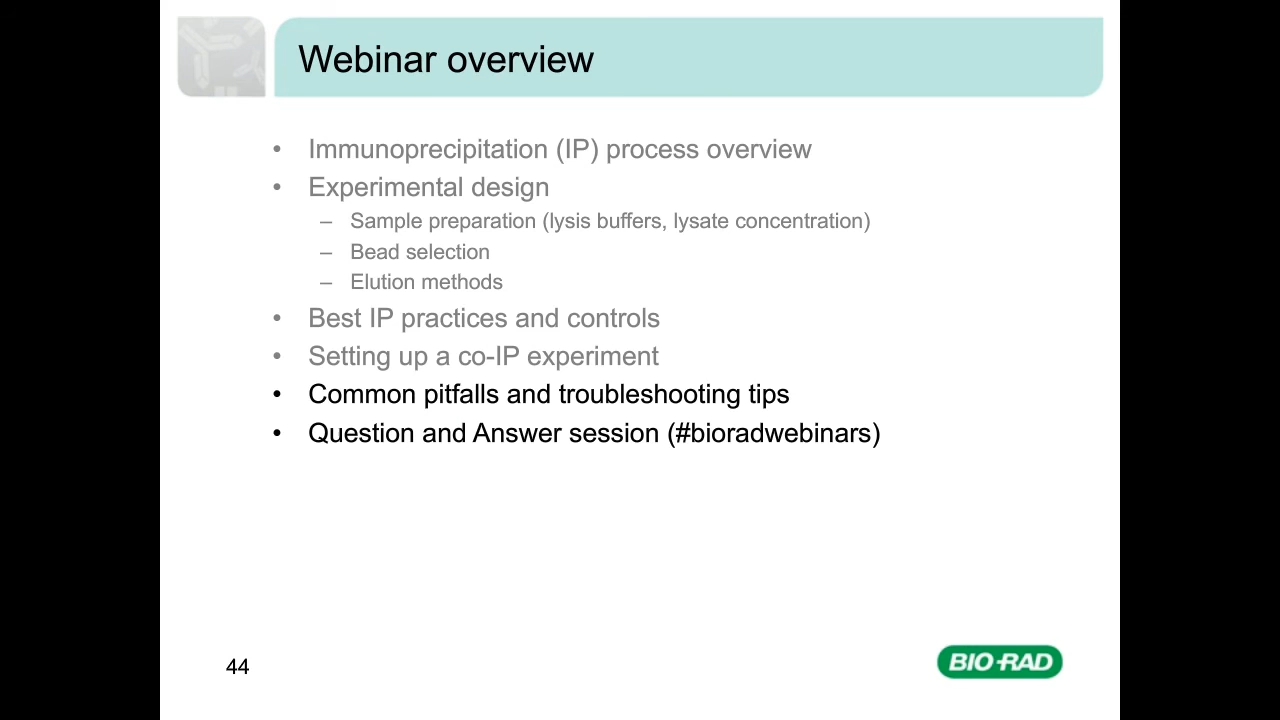 Webinar overview
• Immunoprecipitation (IP) process overview
• Experimental design
– Sample preparation (lysis buffers, lysate concentration)
– Bead selection
– Elution methods
• Best IP practices and controls
• Setting up a co-IP experiment
• Common pitfalls and troubleshooting tips
• Question and Answer session (#bioradwebinars)
44
BIO-RAD